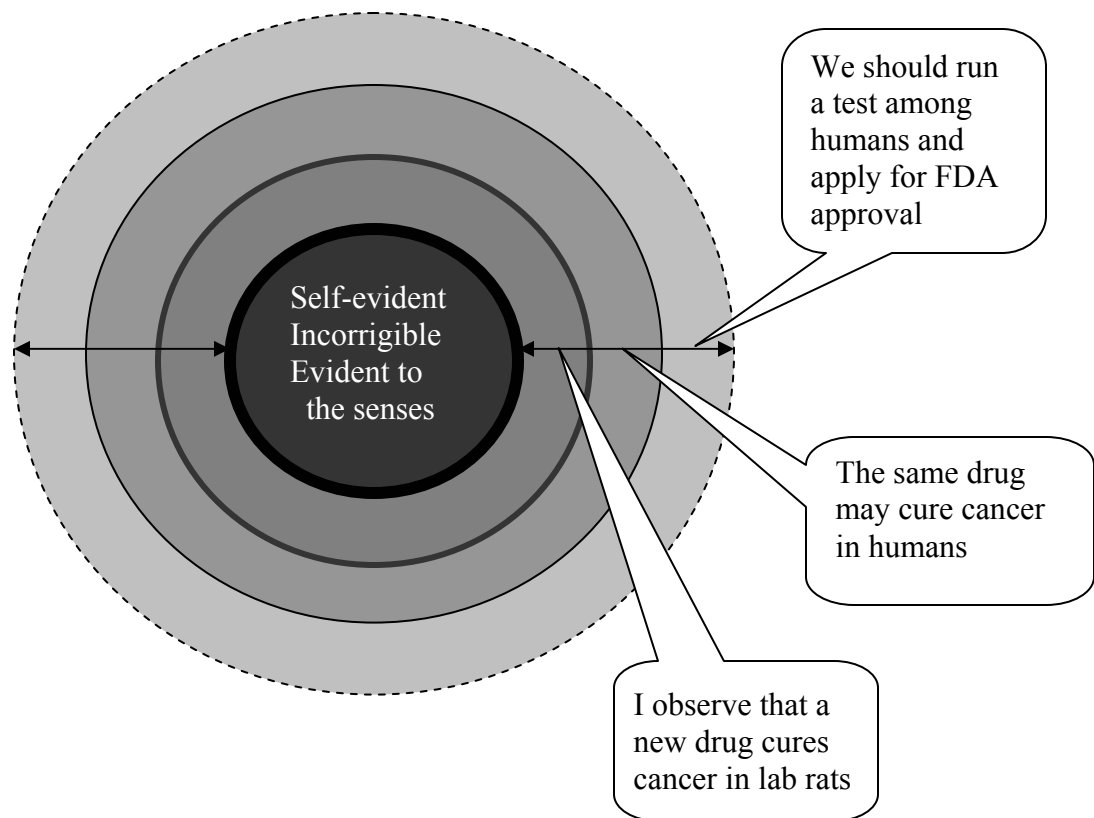 We should run
a test among
humans and
apply for FDA
approval
Self-evident
Incorrigible
Evident to
the senses
The same drug
may cure cancer
in humans
I observe that a
new drug cures
cancer in lab rats